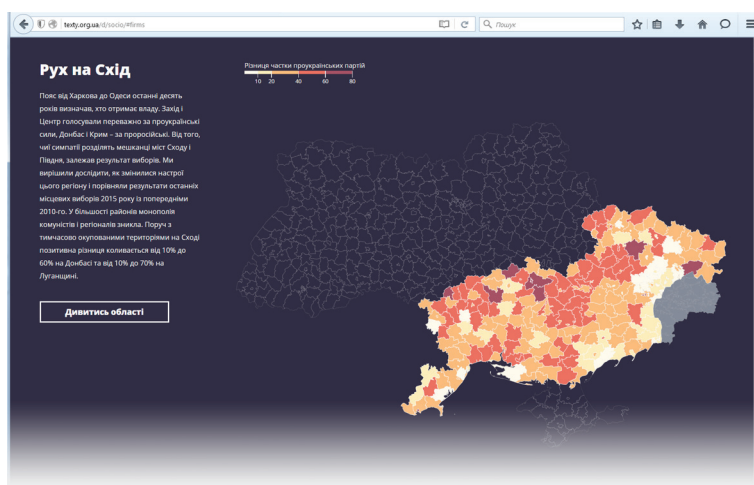 texty.org.ua/d/socio/#firms
Пошук
Рух на Схід
Пояс від Харкова до Одеси останні десять
років визначав, хто отримає владу. Захід і
Центр голосували переважно за проукраїнські
сили, Донбас і Крим – за проросійські. Від того,
чиї симпатії розділять мешканці міст Сходу і
Півдня, залежав результат виборів. Ми
вирішили дослідити, як змінилися настрої
цього регіону і порівняли результати останніх
місцевих виборів 2015 року із попередніми
2010-го. У більшості районів монополія
комуністів і регіоналів зникла. Поруч з
тимчасово окупованими територіями на Сході
позитивна різниця коливається від 10% до
60% на Донбасі та від 10% до 70% на
Луганщині.
Дивитись області
Різниця частки проукраїнських партій
10 20 40 60 80